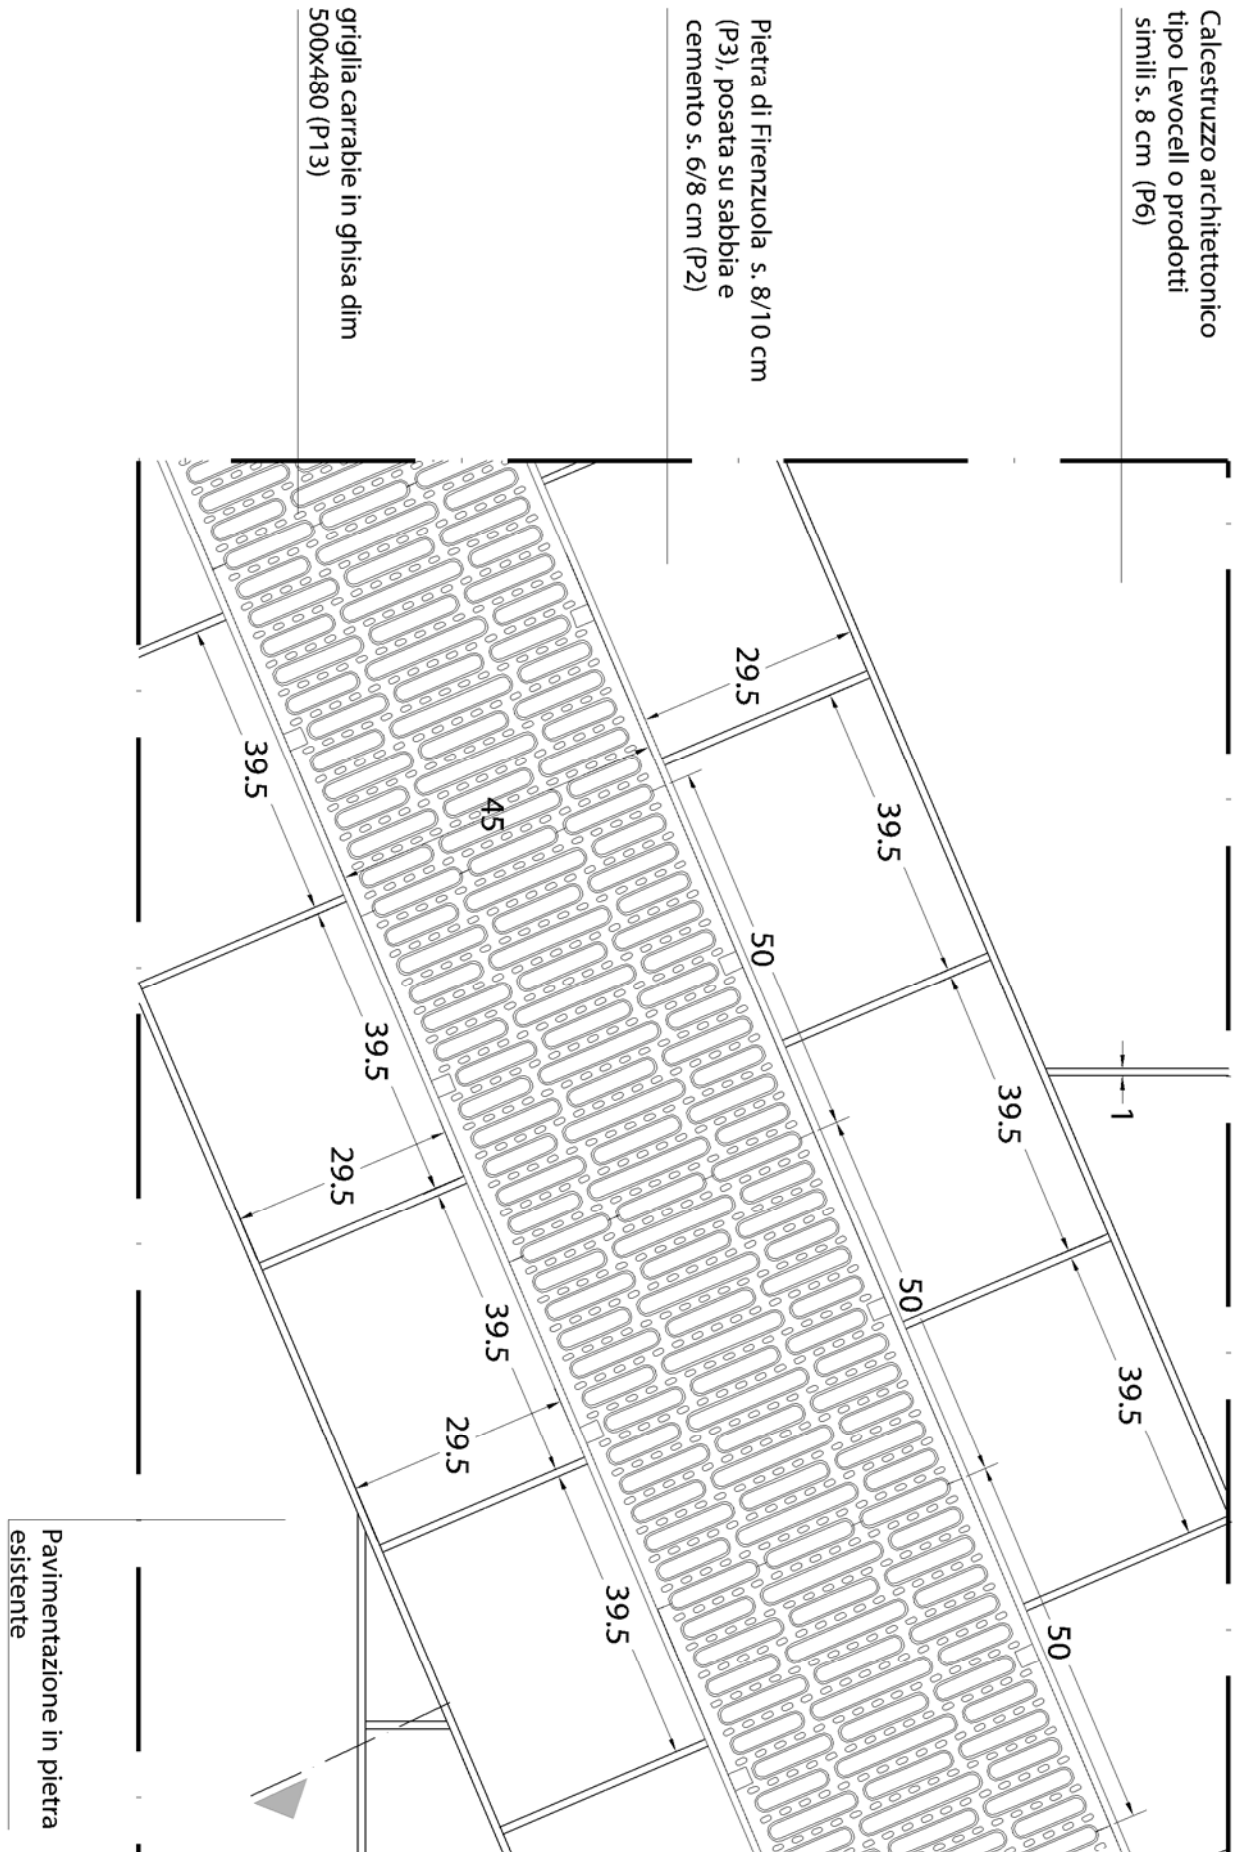 Calcestruzzo architettonico
tipo Levocell o prodotti
simili s. 8 cm (P6)
Pietra di Firenzuola s. 8/10 cm
(P3), posata su sabbia e
cemento s. 6/8 cm (P2)
griglia carrabie in ghisa dim
500x480 (P13)
29.5
39.5
39.5
45
50
39.5
1
39.5
29.5
50
39.5
39.5
29.5
39.5
50
Pavimentazione in pietra
esistente